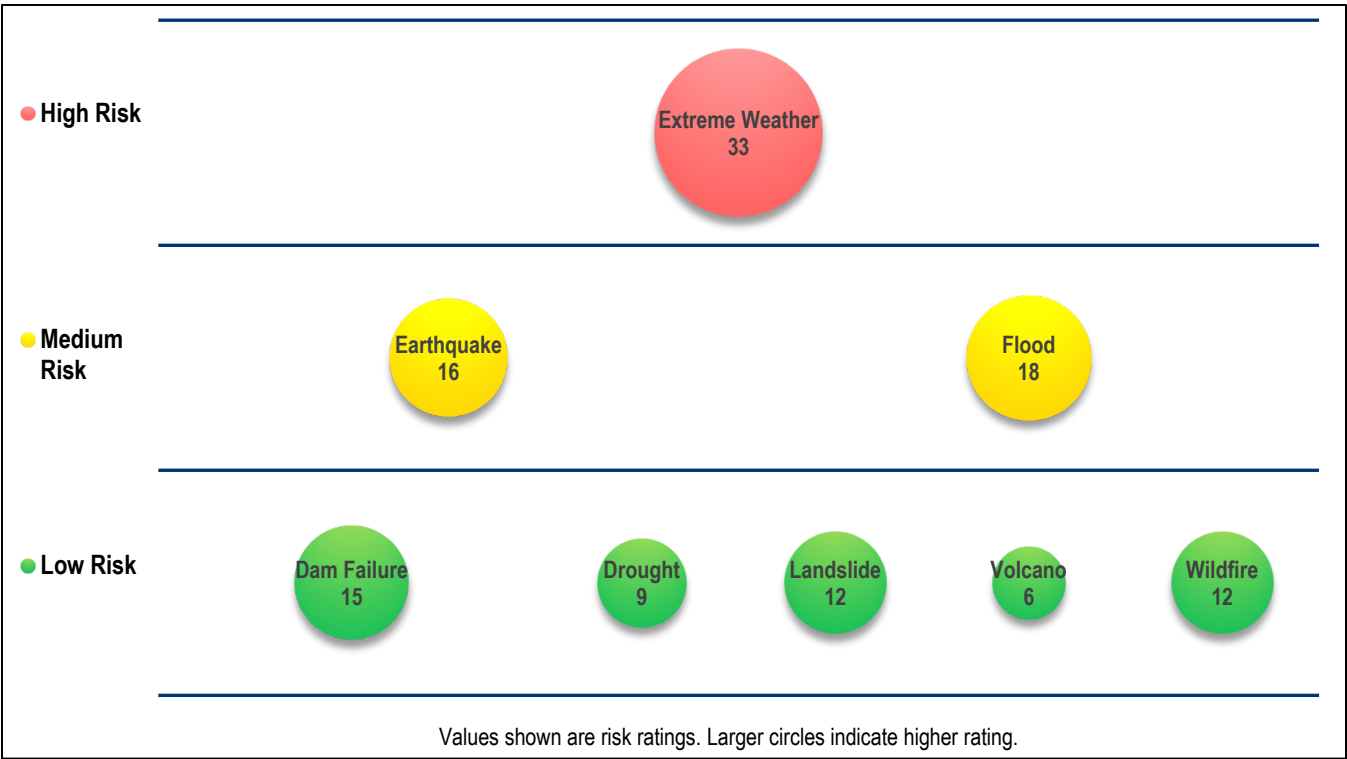 High Risk
Extreme Weather
33
Medium
Risk
Earthquake
16
Flood
18
Low Risk
Dam Failure
15
Drought
9
Landslide
12
Volcano
6
Wildfire
12
Values shown are risk ratings. Larger circles indicate higher rating.